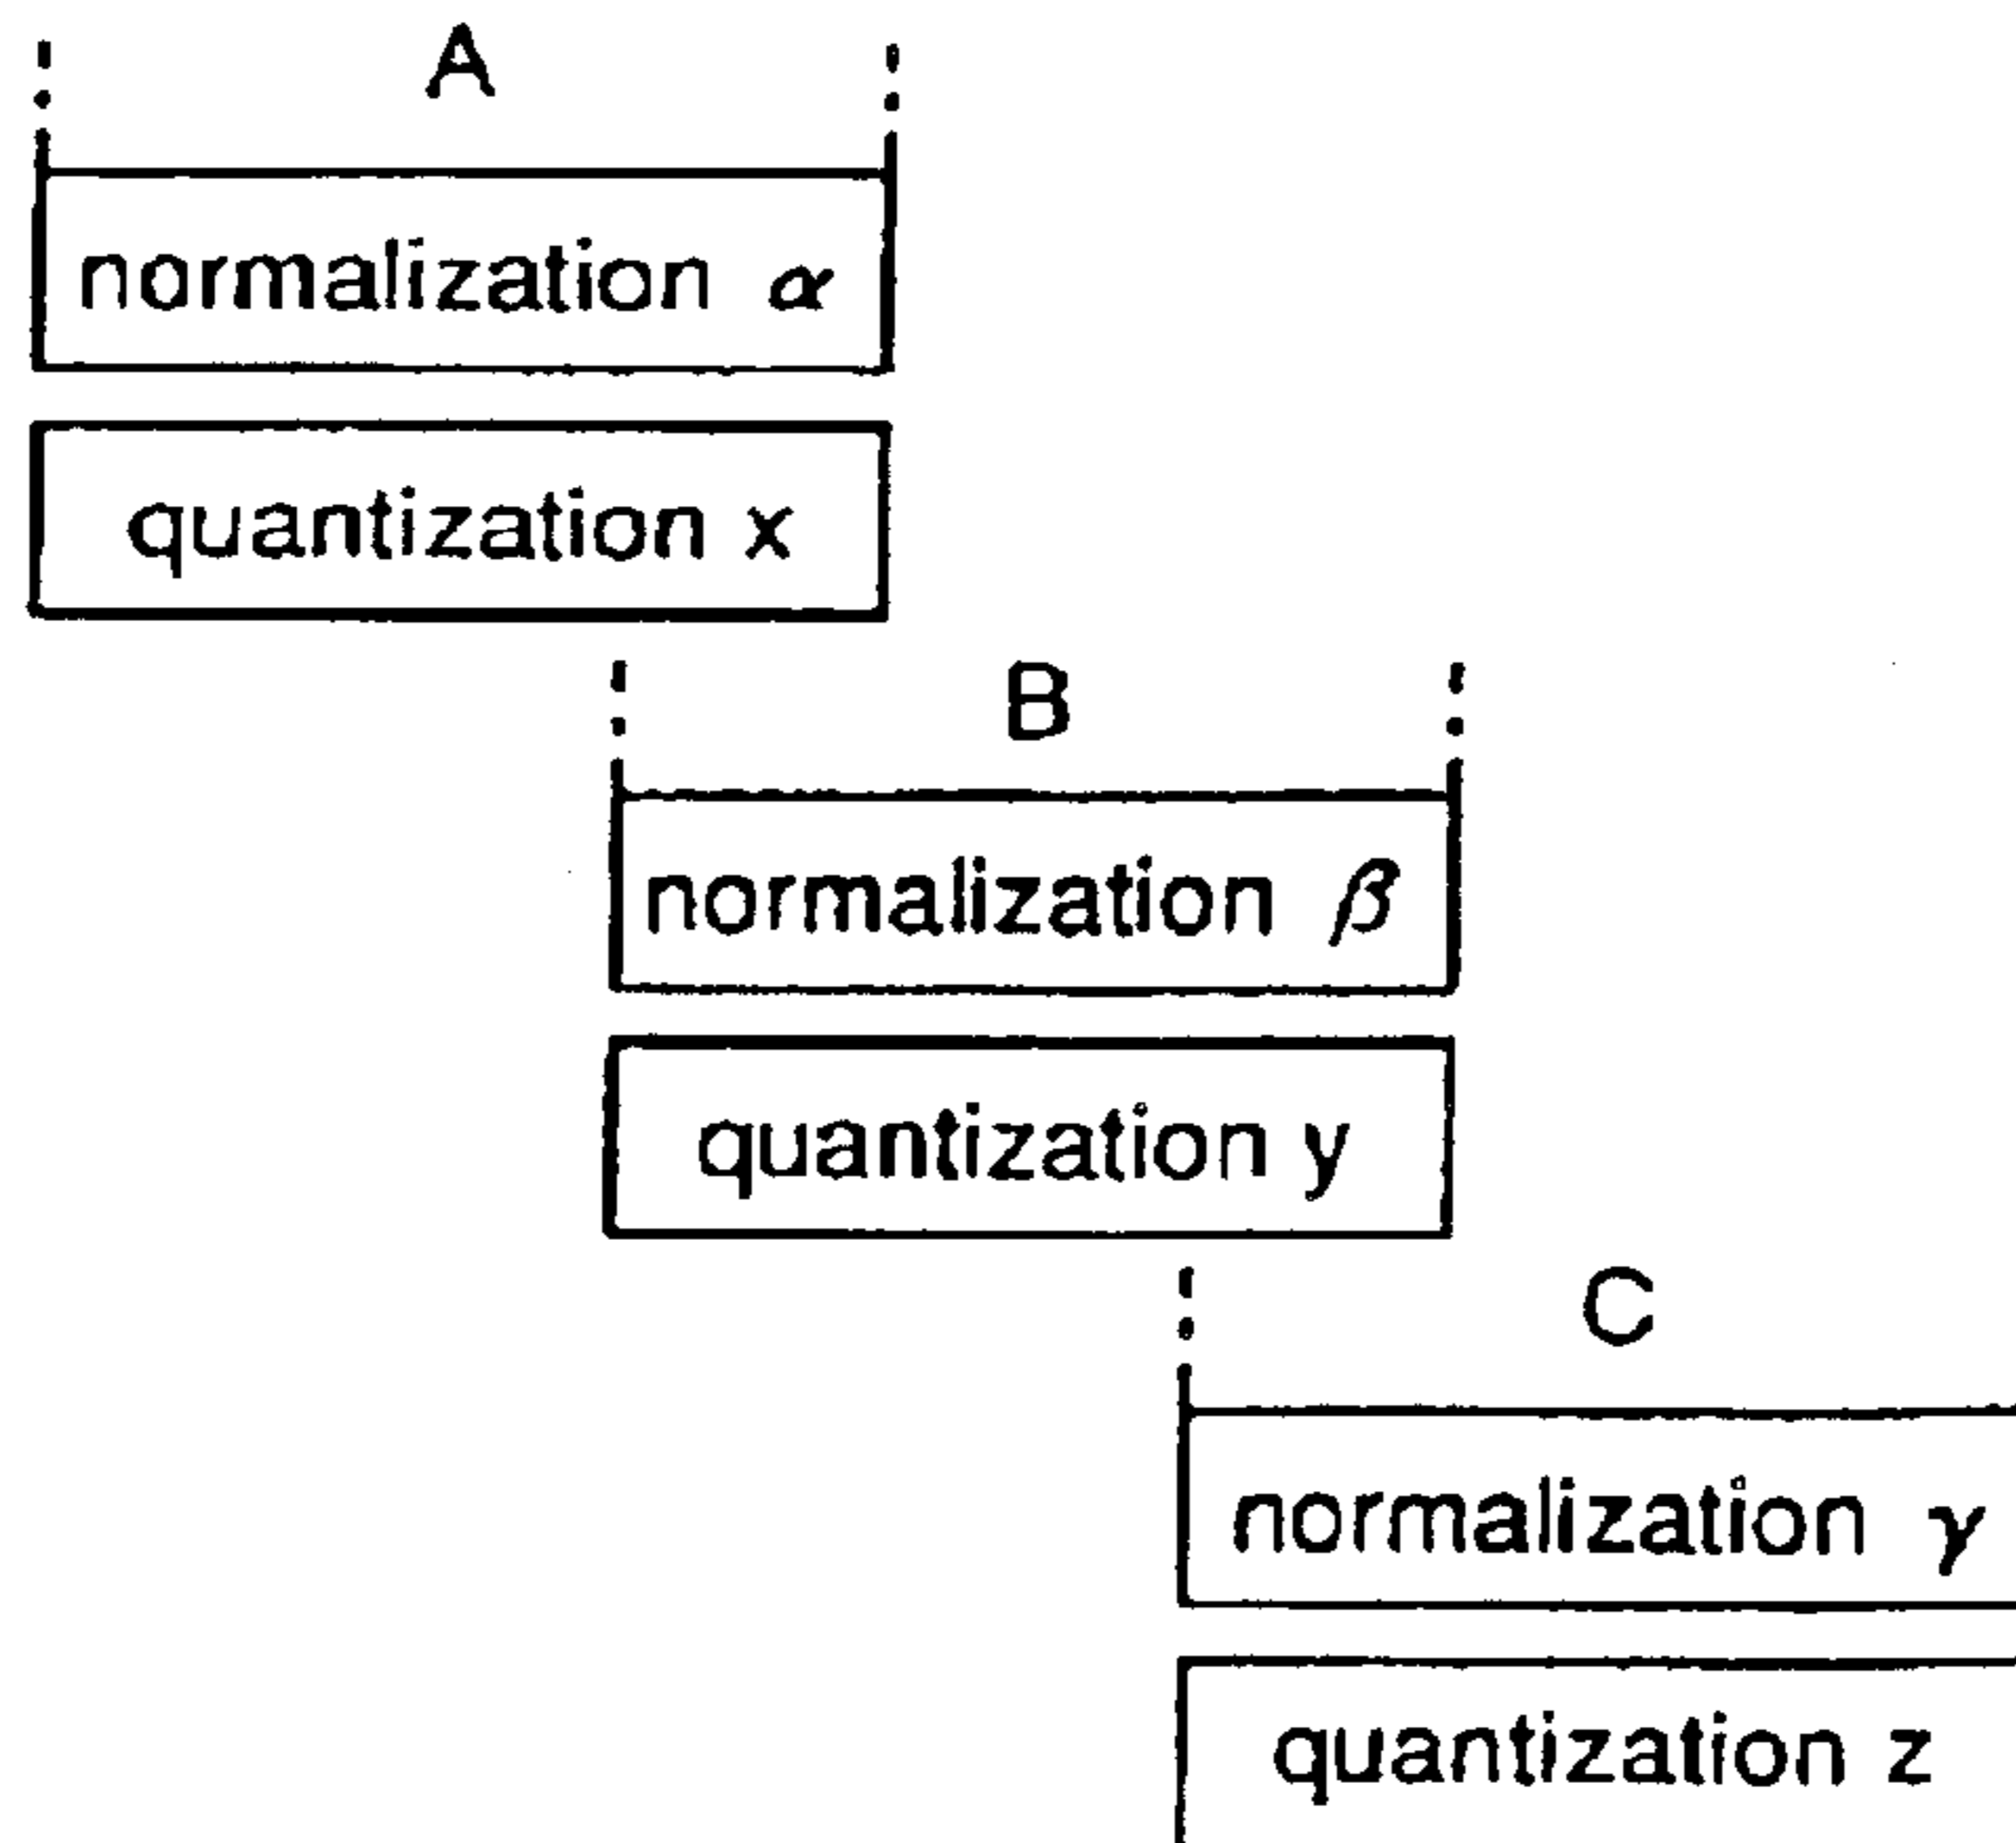 A
normalization α
quantization x
B
normalization β
quantization y
C
normalization γ
quantization z